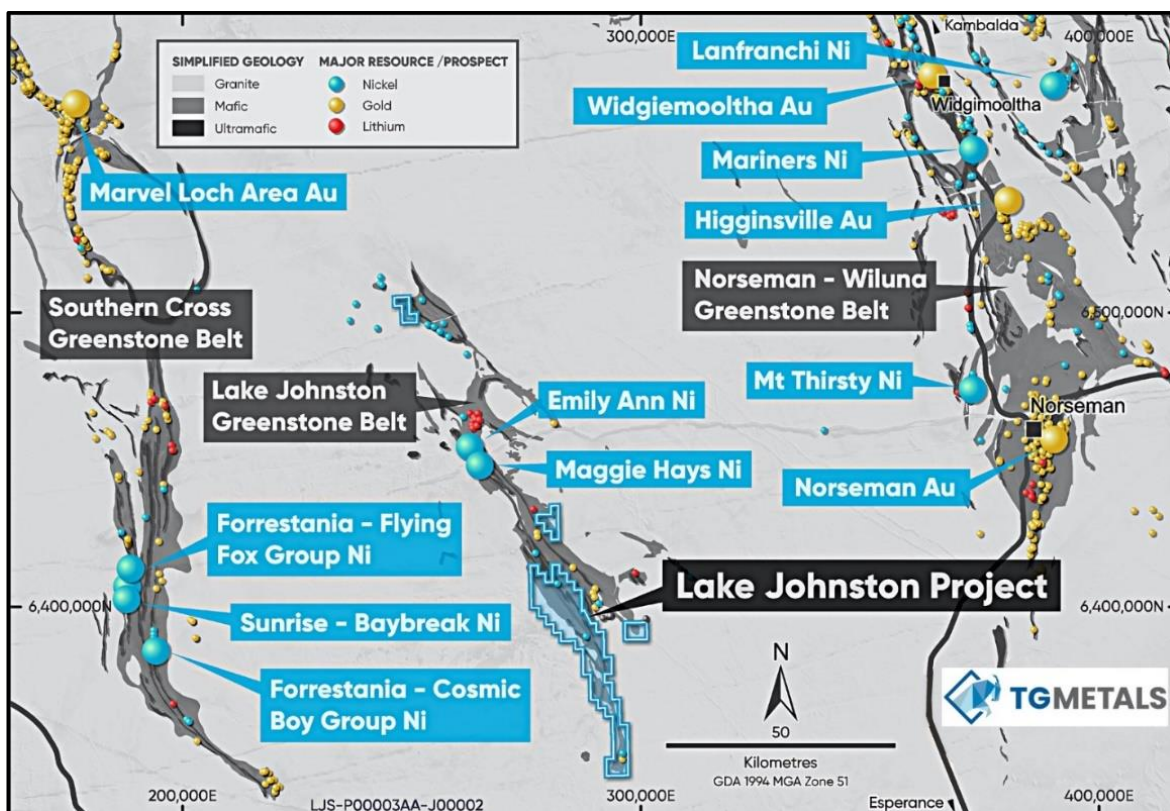 300,000E
Kambalda
400,000E
SIMPLIFIED GEOLOGY
Granite
Mafic
Ultramafic
MAJOR RESOURCE / PROSPECT
Nickel
Gold
Lithium
Lanfranchi Ni
Widgiemooltha Au
Widgimooltha
Mariners Ni
Marvel Loch Area Au
Higginsville Au
Norseman - Wiluna
Greenstone Belt
6,500,000N
Southern Cross
Greenstone Belt
Lake Johnston
Greenstone Belt
Emily Ann Ni
Mt Thirsty Ni
Norseman
Maggie Hays Ni
Norseman Au
Forrestania - Flying
Fox Group Ni
Lake Johnston Project
6,400,000N
6,400,000N
Sunrise - Baybreak Ni
Forrestania - Cosmic
Boy Group Ni
N
50
Kilometres
GDA 1994 MGA Zone 51
TGMETALS
200,000E
LJS-P00003AA-J00002
300,000E
Esperance
400,000E